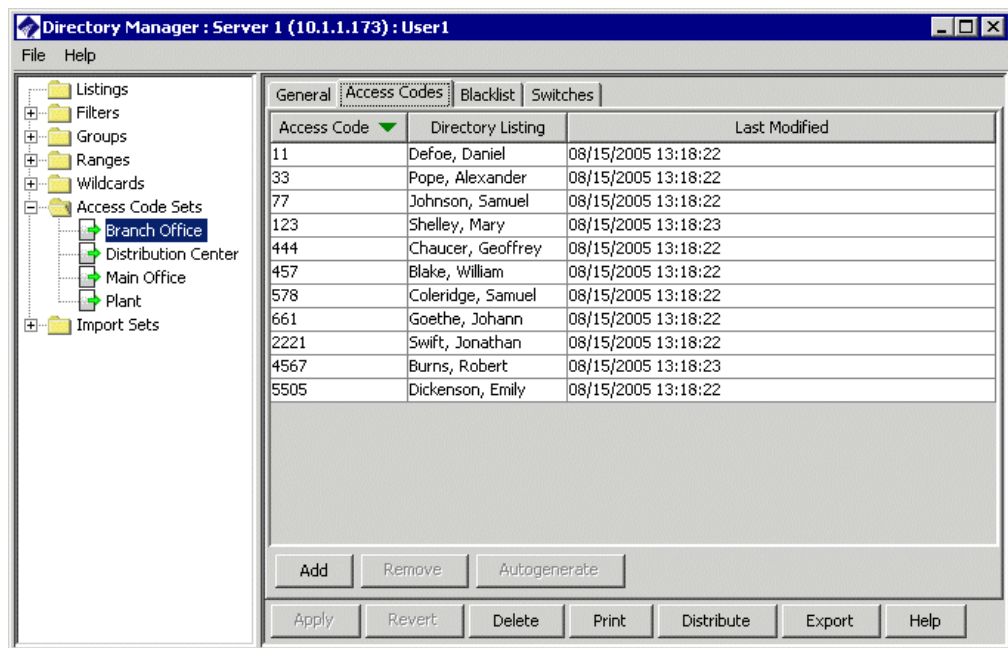 Directory Manager : Server 1 (10.1.1.173) : User1
File Help
Listings
Filters
Groups
Ranges
Wildcards
Access Code Sets
Branch Office
Distribution Center
Main Office
Plant
Import Sets
General Access Codes Blacklist Switches
Access Code Directory Listing Last Modified
11 Defoe, Daniel 08/15/2005 13:18:22
33 Pope, Alexander 08/15/2005 13:18:22
77 Johnson, Samuel 08/15/2005 13:18:22
123 Shelley, Mary 08/15/2005 13:18:23
444 Chaucer, Geoffrey 08/15/2005 13:18:22
457 Blake, William 08/15/2005 13:18:22
578 Coleridge, Samuel 08/15/2005 13:18:22
661 Goethe, Johann 08/15/2005 13:18:22
2221 Swift, Jonathan 08/15/2005 13:18:22
4567 Burns, Robert 08/15/2005 13:18:23
5505 Dickenson, Emily 08/15/2005 13:18:22
Add Remove Autogenerate
Apply Revert Delete Print Distribute Export Help